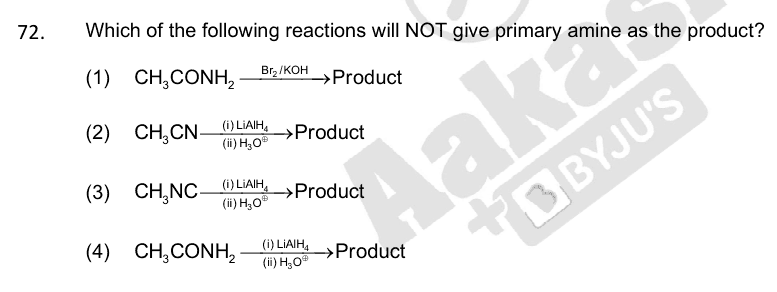 72. Which of the following reactions will NOT give primary amine as the product?
(1) CH₃CONH₂ —Br₂/KOH→ Product
(2) CH₃CN —(i) LiAlH₄ (ii) H₃O⊕→ Product
(3) CH₃NC —(i) LiAlH₄ (ii) H₃O⊕→ Product
(4) CH₃CONH₂ —(i) LiAlH₄ (ii) H₃O⊕→ Product
Aakas
+ BYJU'S